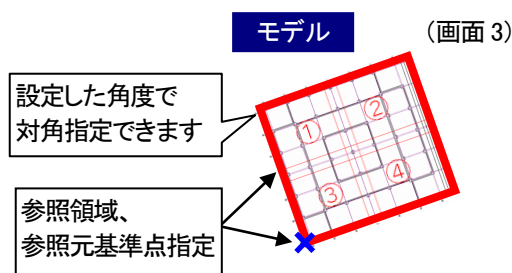 モデル
（画面 3）
設定した角度で
対角指定できます
①
②
③
④
参照領域、
参照元基準点指定